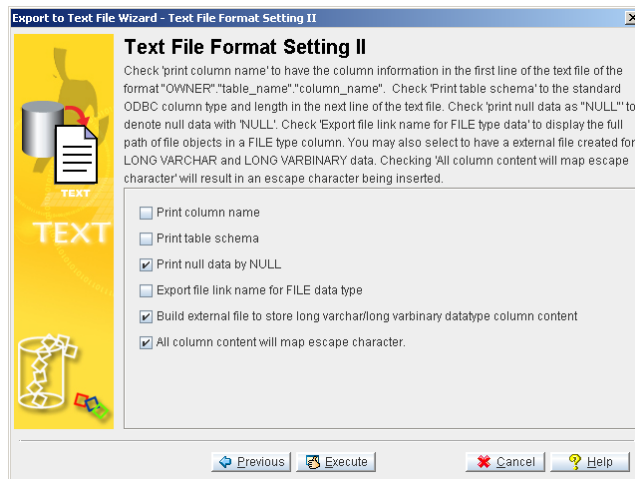 Export to Text File Wizard - Text File Format Setting II
Text File Format Setting II
Check 'print column name' to have the column information in the first line of the text file of the
format "OWNER"."table_name"."column_name". Check 'Print table schema' to the standard
ODBC column type and length in the next line of the text file. Check 'print null data as "NULL"' to
denote null data with 'NULL'. Check 'Export file link name for FILE type data' to display the full
path of file objects in a FILE type column. You may also select to have a external file created for
LONG VARCHAR and LONG VARBINARY data. Checking 'All column content will map escape
character' will result in an escape character being inserted.
TEXT
TEXT
Print column name
Print table schema
Print null data by NULL
Export file link name for FILE data type
Build external file to store long varchar/long varbinary datatype column content
All column content will map escape character.
Previous
Execute
Cancel
Help